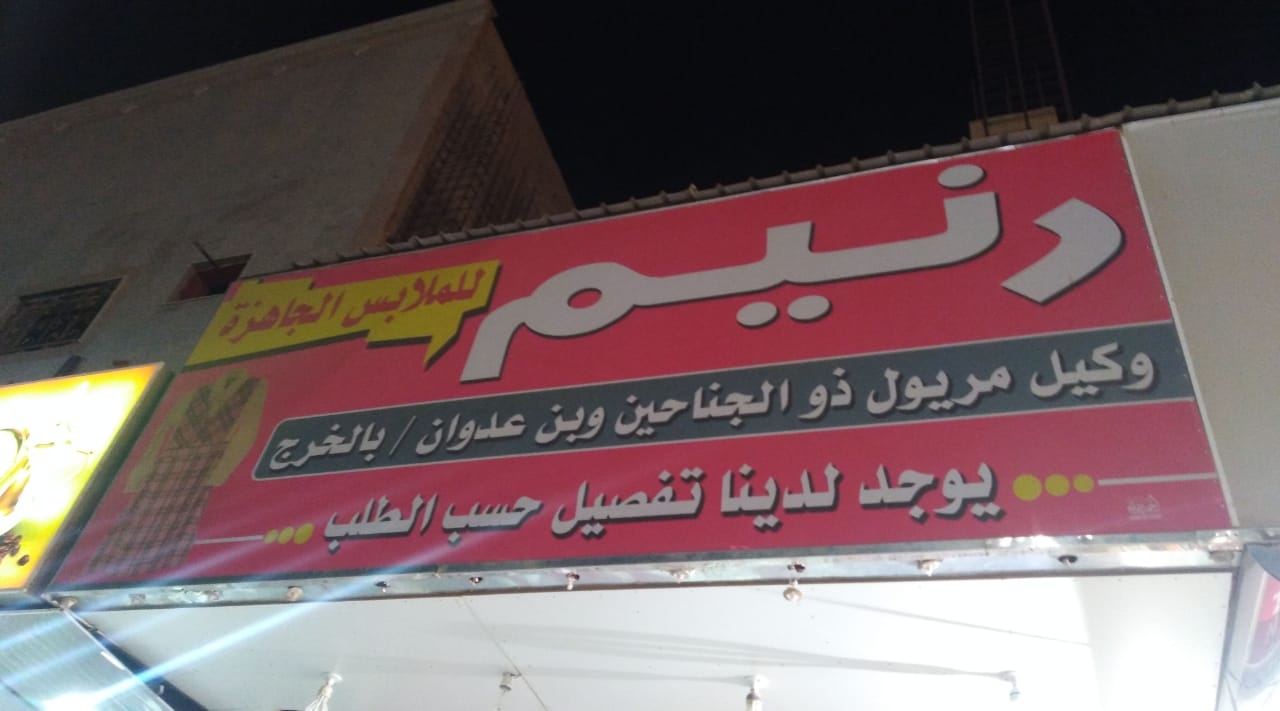 رنيم
للملابس الجاهزة
وكيل مريول ذو الجناحين وبن عدوان / بالخرج
يوجد لدينا تفصيل حسب الطلب